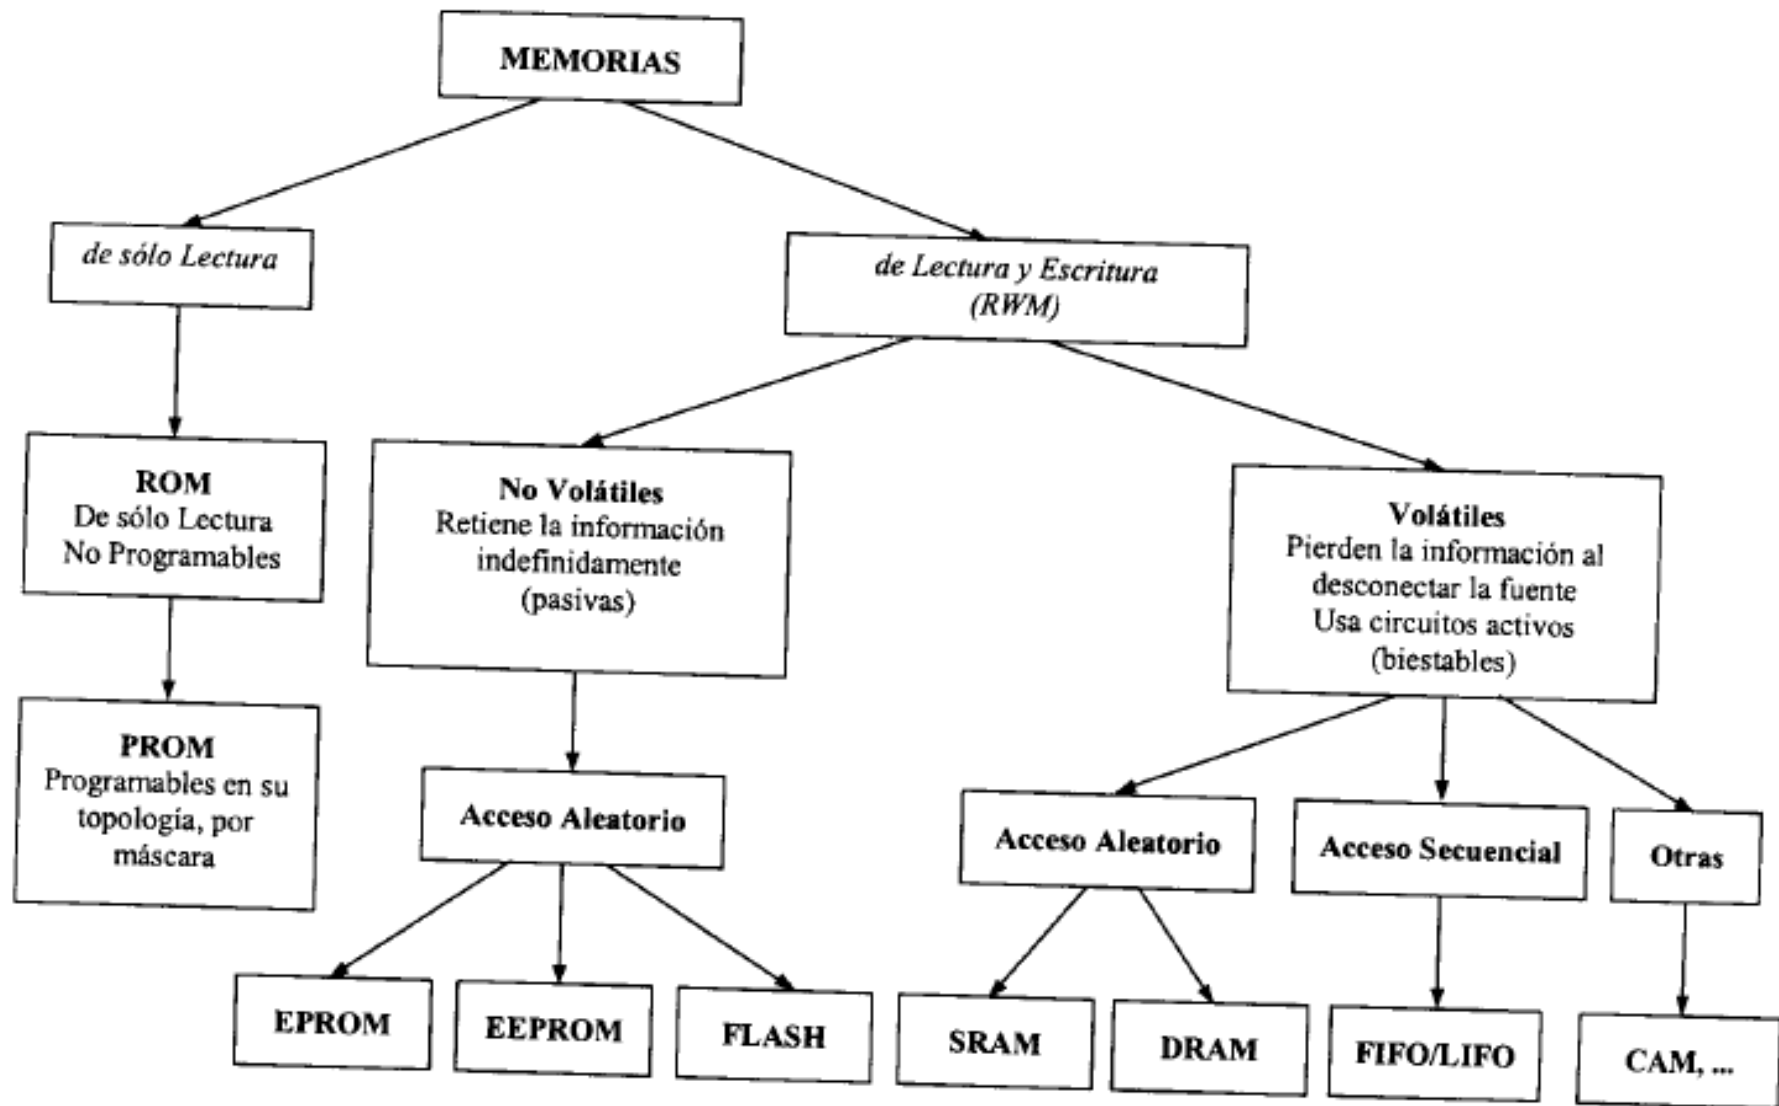 MEMORIAS
de sólo Lectura
de Lectura y Escritura
(RWM)
ROM
De sólo Lectura
No Programables
No Volátiles
Retiene la información
indefinidamente
(pasivas)
Volátiles
Pierden la información al
desconectar la fuente
Usa circuitos activos
(biestables)
PROM
Programables en su
topología, por
máscara
Acceso Aleatorio
Acceso Aleatorio
Acceso Secuencial
Otras
EPROM
EEPROM
FLASH
SRAM
DRAM
FIFO/LIFO
CAM, ...